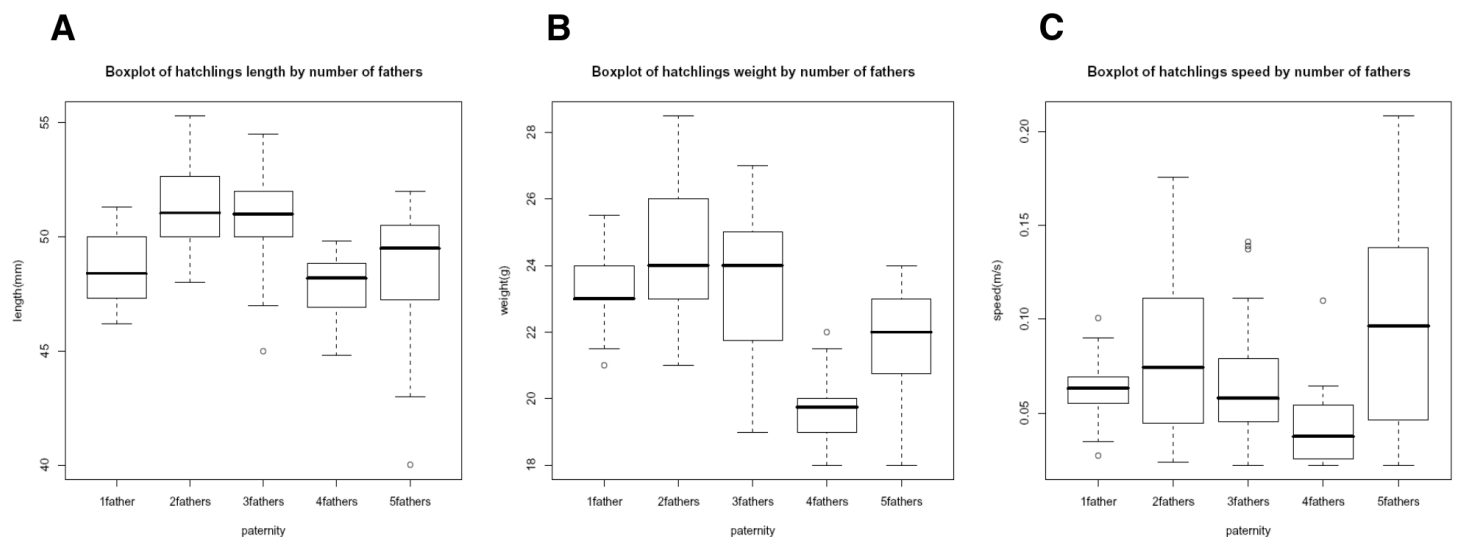 A
Boxplot of hatchlings length by number of fathers
length(mm)
55
50
45
40
1father 2fathers 3fathers 4fathers 5fathers
paternity
B
Boxplot of hatchlings weight by number of fathers
weight(g)
28
26
24
22
20
18
1father 2fathers 3fathers 4fathers 5fathers
paternity
C
Boxplot of hatchlings speed by number of fathers
speed(m/s)
0.20
0.15
0.10
0.05
1father 2fathers 3fathers 4fathers 5fathers
paternity